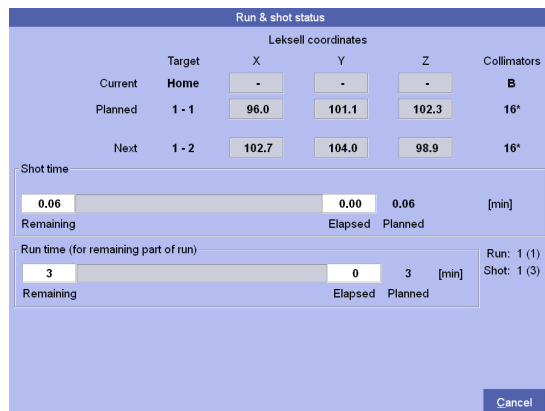 Run & shot status
Leksell coordinates
Target X Y Z Collimators
Current Home - - - B
Planned 1 - 1 96.0 101.1 102.3 16*
Next 1 - 2 102.7 104.0 98.9 16*
Shot time
0.06 0.00 0.06 [min]
Remaining Elapsed Planned
Run time (for remaining part of run)
Run: 1 (1)
3 0 3 [min]
Shot: 1 (3)
Remaining Elapsed Planned
Cancel